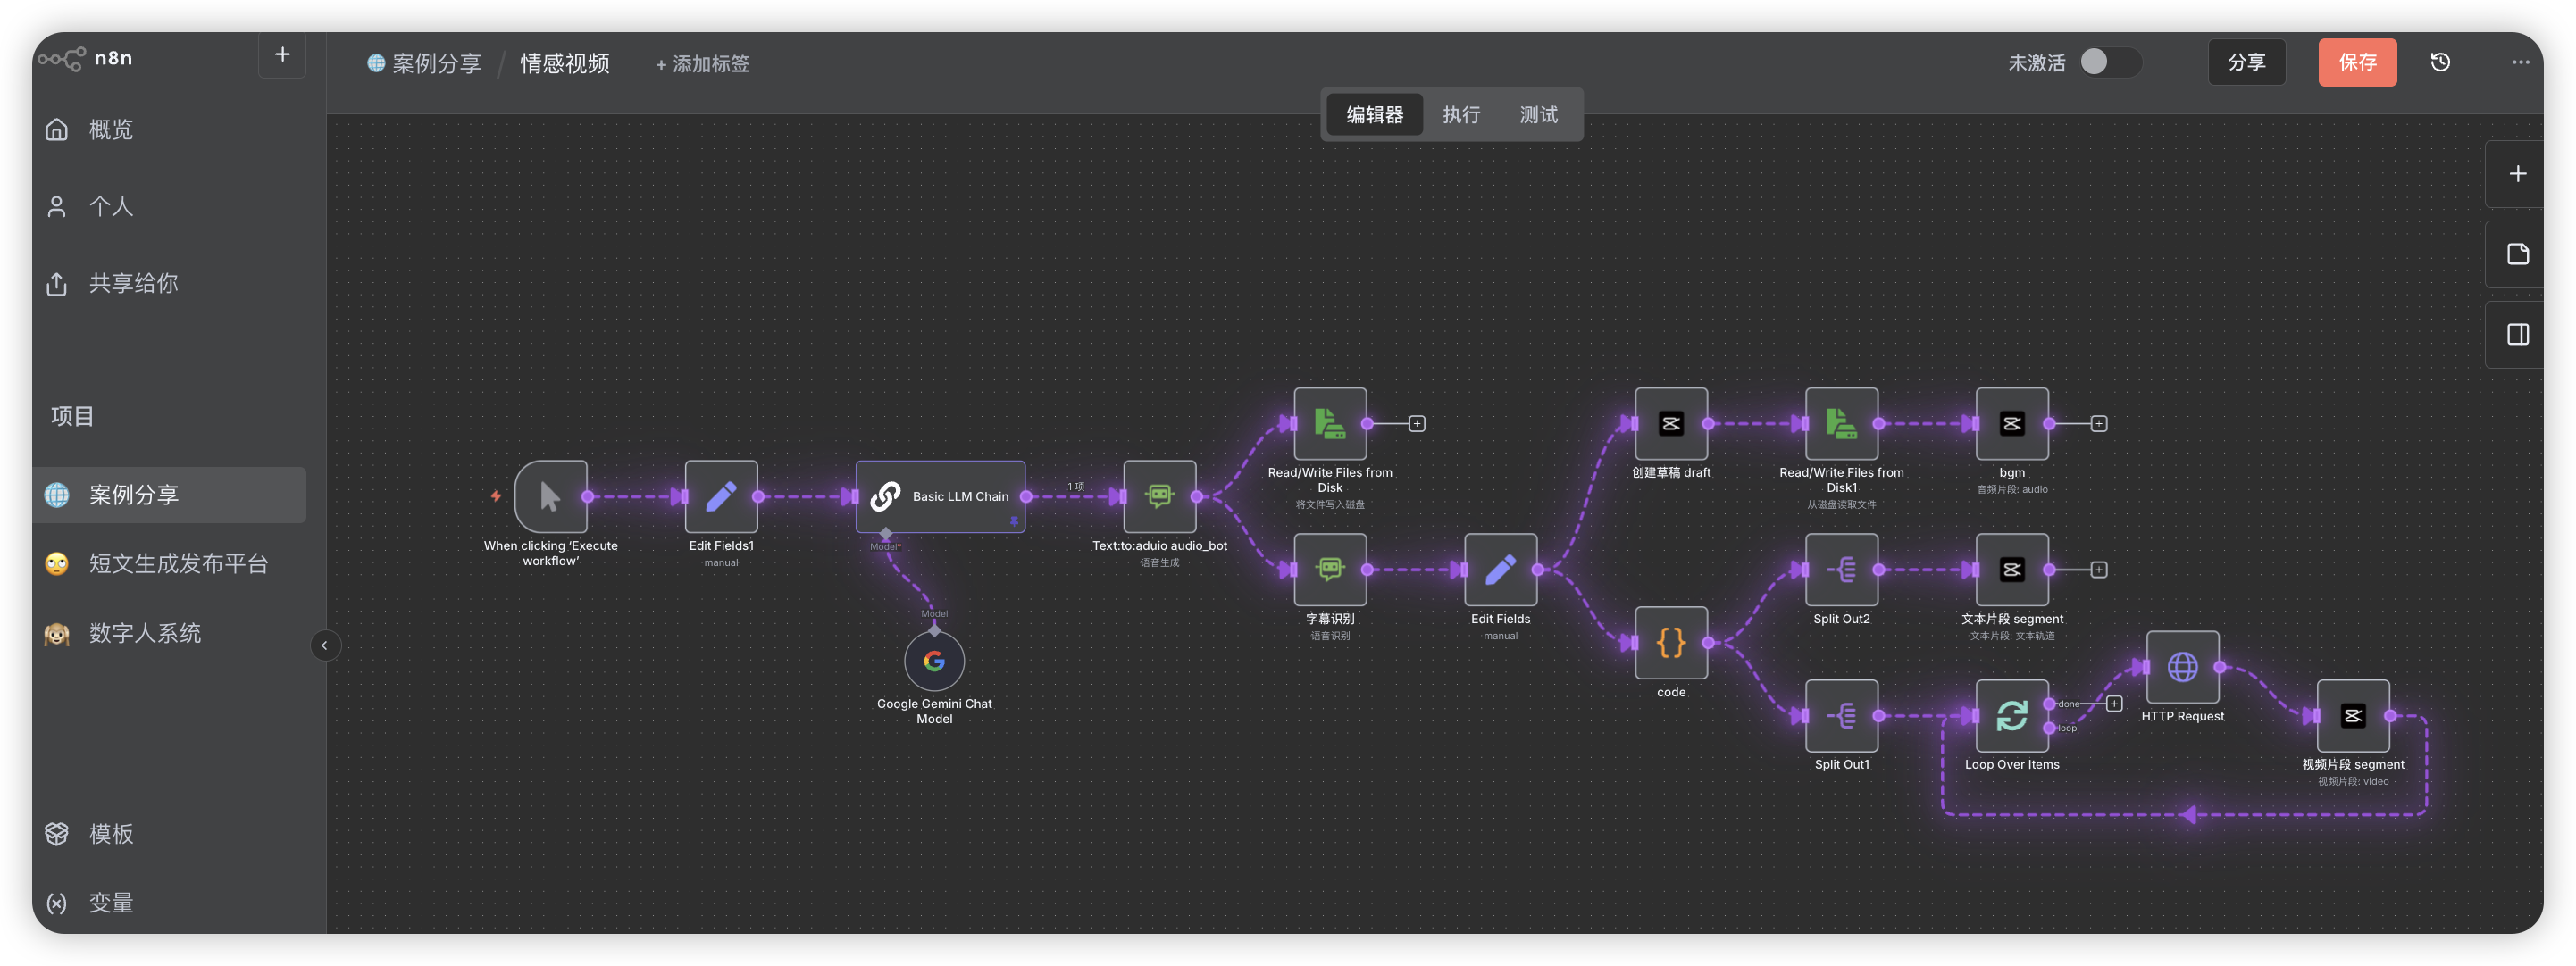 n8n
+
案例分享 / 情感视频 + 添加标签
未激活
分享
保存
编辑器 执行 测试
概览
个人
共享给你
项目
案例分享
短文生成发布平台
数字人系统
模板
变量
When clicking ‘Execute
workflow’
Edit Fields1
manual
Basic LLM Chain
Model*
Model
Google Gemini Chat
Model
1 项
Text:to:aduio audio_bot
语音生成
Read/Write Files from
Disk
将文件写入磁盘
字幕识别
语音识别
Edit Fields
manual
创建草稿 draft
Read/Write Files from
Disk1
从磁盘读取文件
bgm
音频片段: audio
code
Split Out2
文本片段 segment
文本片段: 文本轨道
Split Out1
Loop Over Items
done
loop
HTTP Request
视频片段 segment
视频片段: video